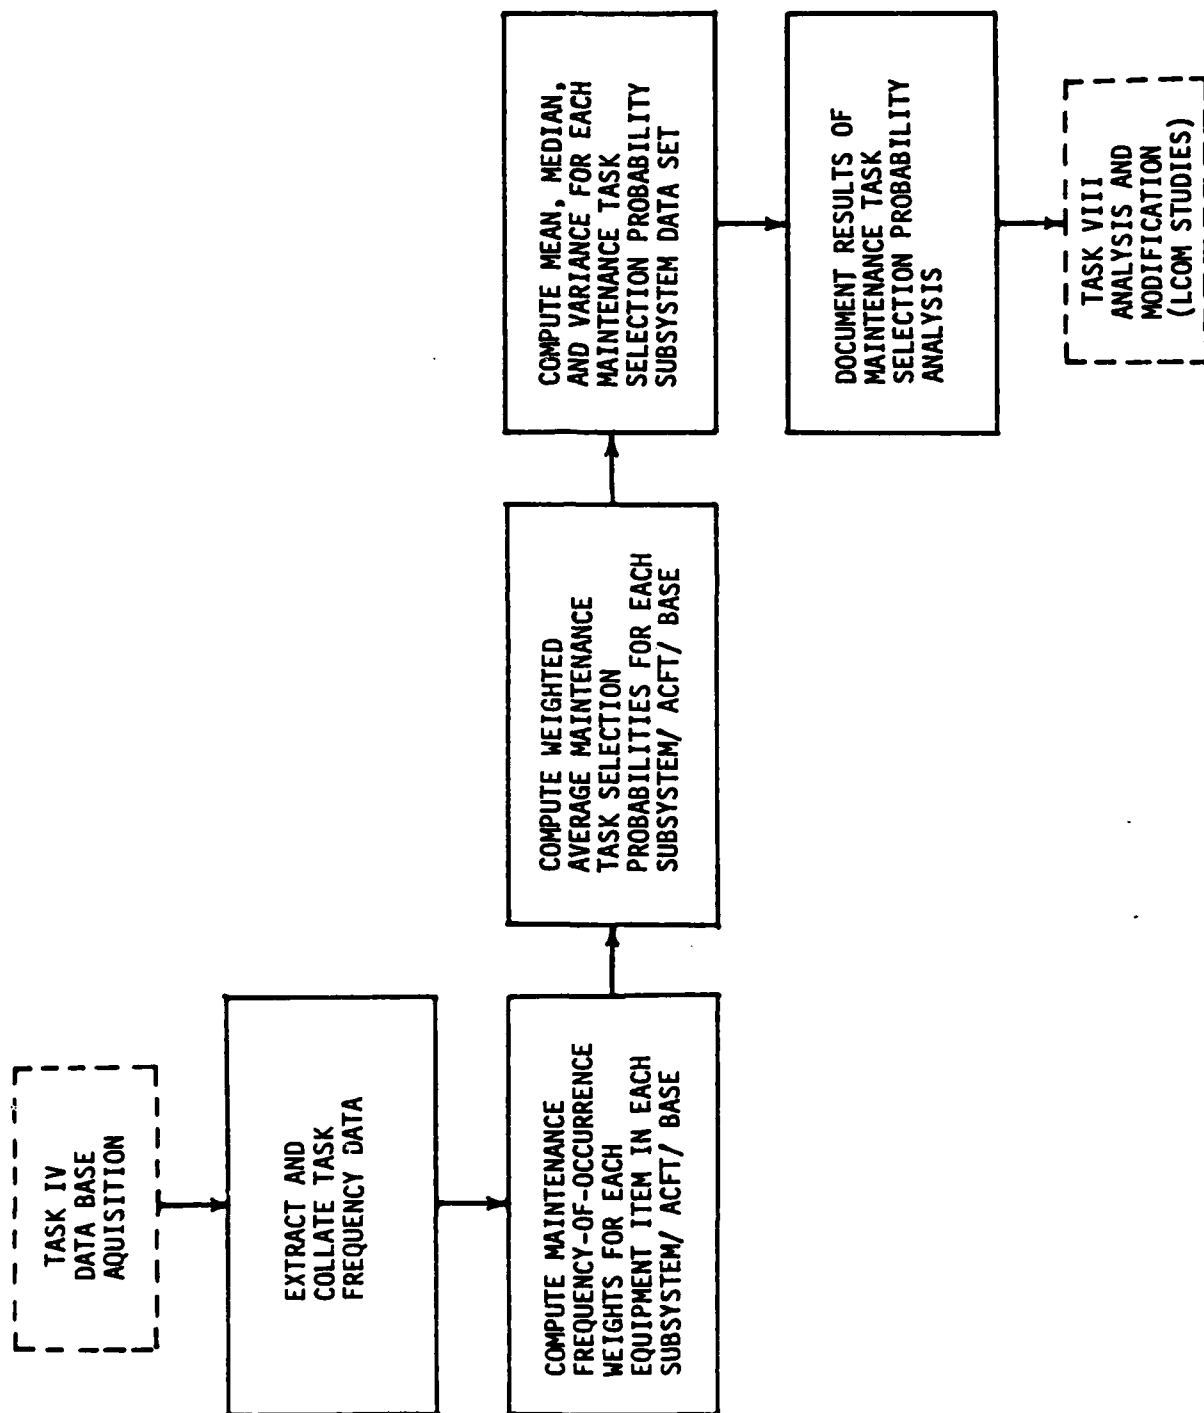 TASK IV
DATA BASE
AQUISITION
EXTRACT AND
COLLATE TASK
FREQUENCY DATA
COMPUTE MAINTENANCE
FREQUENCY-OF-OCCURRENCE
WEIGHTS FOR EACH
EQUIPMENT ITEM IN EACH
SUBSYSTEM/ ACFT/ BASE
COMPUTE WEIGHTED
AVERAGE MAINTENANCE
TASK SELECTION
PROBABILITIES FOR EACH
SUBSYSTEM/ ACFT/ BASE
COMPUTE MEAN, MEDIAN,
AND VARIANCE FOR EACH
MAINTENANCE TASK
SELECTION PROBABILITY
SUBSYSTEM DATA SET
DOCUMENT RESULTS OF
MAINTENANCE TASK
SELECTION PROBABILITY
ANALYSIS
TASK VIII
ANALYSIS AND
MODIFICATION
(LCOM STUDIES)